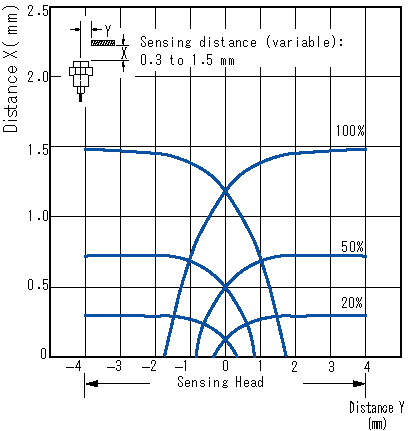 Distance X( mm)
2.5
2.0
1.5
1.0
0.5
0
Y
X
Sensing distance (variable):
0.3 to 1.5 mm
100%
50%
20%
−4 −3 −2 −1 0 1 2 3 4
Sensing Head
Distance Y
(mm)